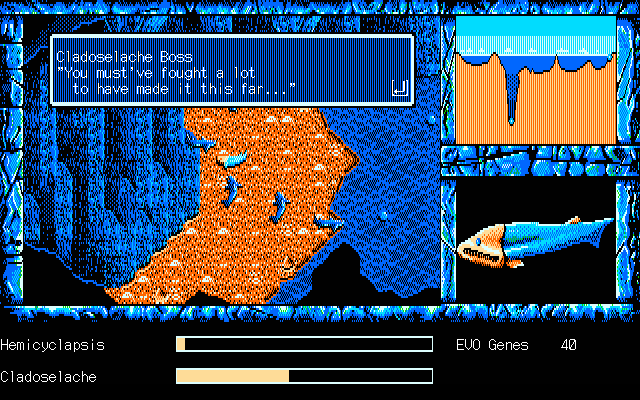 Cladoselache Boss
"You must've fought a lot
to have made it this far..."
Hemicyclapsis
EVO Genes 40
Cladoselache